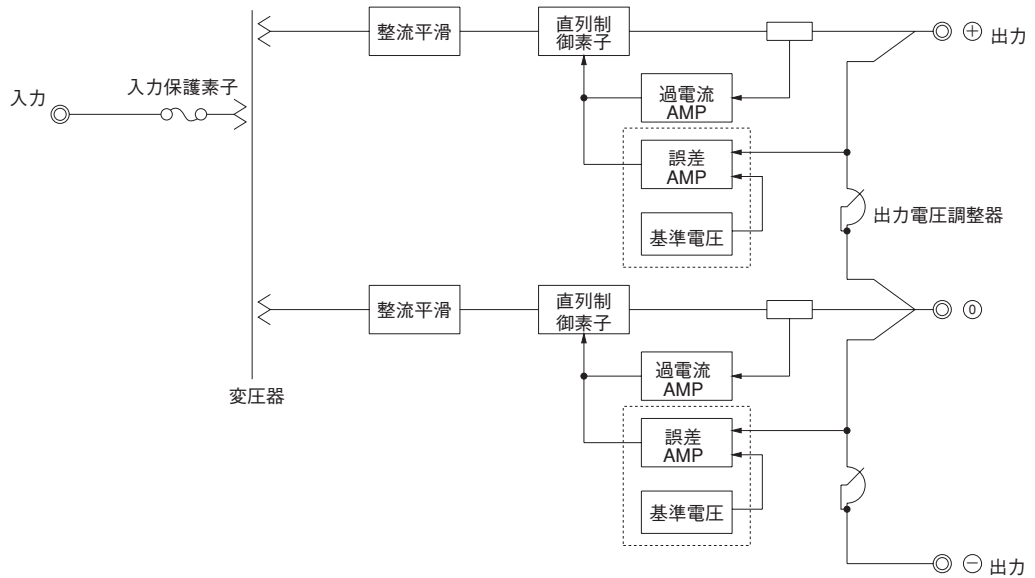 整流平滑
直列制
御素子
⊕ 出力
入力
入力保護素子
過電流
AMP
誤差
AMP
基準電圧
出力電圧調整器
整流平滑
直列制
御素子
⓪
過電流
AMP
変圧器
誤差
AMP
基準電圧
⊖ 出力